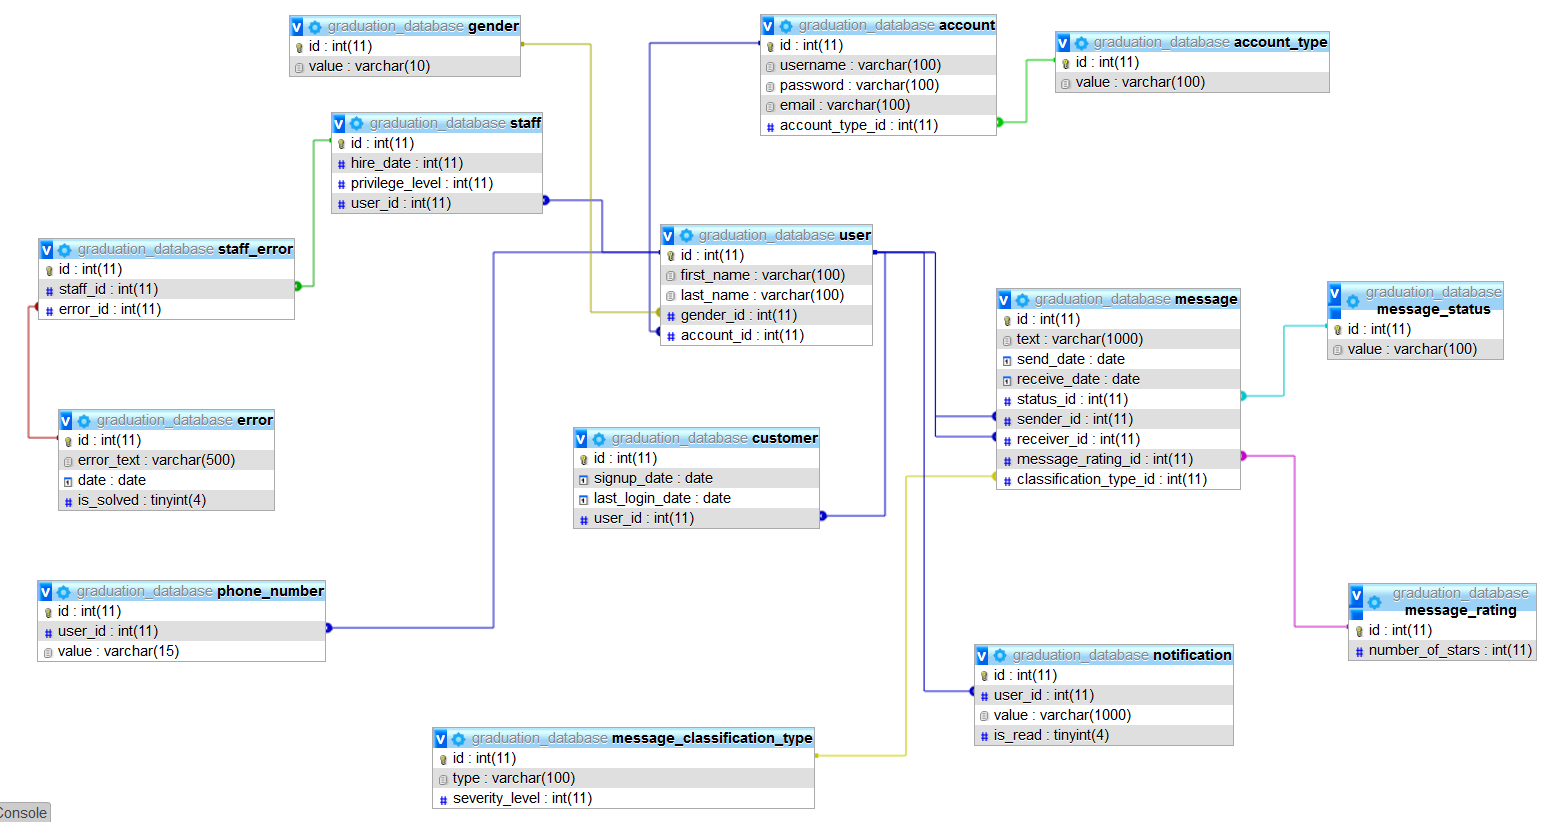 graduation_database gender
id : int(11)
value : varchar(10)
graduation_database account
id : int(11)
username : varchar(100)
password : varchar(100)
email : varchar(100)
account_type_id : int(11)
graduation_database account_type
id : int(11)
value : varchar(100)
graduation_database staff
id : int(11)
hire_date : int(11)
privilege_level : int(11)
user_id : int(11)
graduation_database staff_error
id : int(11)
staff_id : int(11)
error_id : int(11)
graduation_database user
id : int(11)
first_name : varchar(100)
last_name : varchar(100)
gender_id : int(11)
account_id : int(11)
graduation_database message
id : int(11)
text : varchar(1000)
send_date : date
receive_date : date
status_id : int(11)
sender_id : int(11)
receiver_id : int(11)
message_rating_id : int(11)
classification_type_id : int(11)
graduation_database
message_status
id : int(11)
value : varchar(100)
graduation_database error
id : int(11)
error_text : varchar(500)
date : date
is_solved : tinyint(4)
graduation_database customer
id : int(11)
signup_date : date
last_login_date : date
user_id : int(11)
graduation_database phone_number
id : int(11)
user_id : int(11)
value : varchar(15)
graduation_database
message_rating
id : int(11)
number_of_stars : int(11)
graduation_database notification
id : int(11)
user_id : int(11)
value : varchar(1000)
is_read : tinyint(4)
graduation_database message_classification_type
id : int(11)
type : varchar(100)
severity_level : int(11)
Console